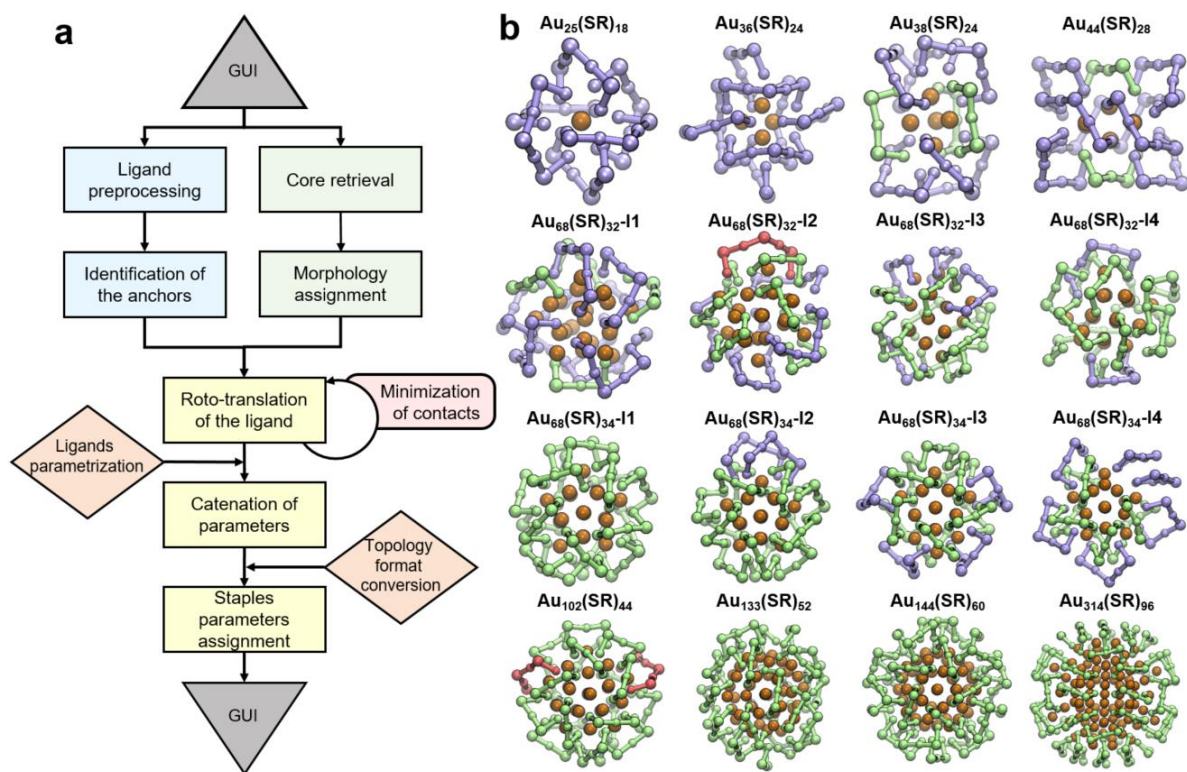 a
GUI
Ligand
preprocessing
Core retrieval
Identification of
the anchors
Morphology
assignment
Roto-translation
of the ligand
Minimization
of contacts
Ligands
parametrization
Catenation of
parameters
Topology
format
conversion
Staples
parameters
assignment
GUI
b
Au₂₅(SR)₁₈
Au₃₆(SR)₂₄
Au₃₈(SR)₂₄
Au₄₄(SR)₂₈
Au₆₈(SR)₃₂-I1
Au₆₈(SR)₃₂-I2
Au₆₈(SR)₃₂-I3
Au₆₈(SR)₃₂-I4
Au₆₈(SR)₃₄-I1
Au₆₈(SR)₃₄-I2
Au₆₈(SR)₃₄-I3
Au₆₈(SR)₃₄-I4
Au₁₀₂(SR)₄₄
Au₁₃₃(SR)₅₂
Au₁₄₄(SR)₆₀
Au₃₁₄(SR)₉₆